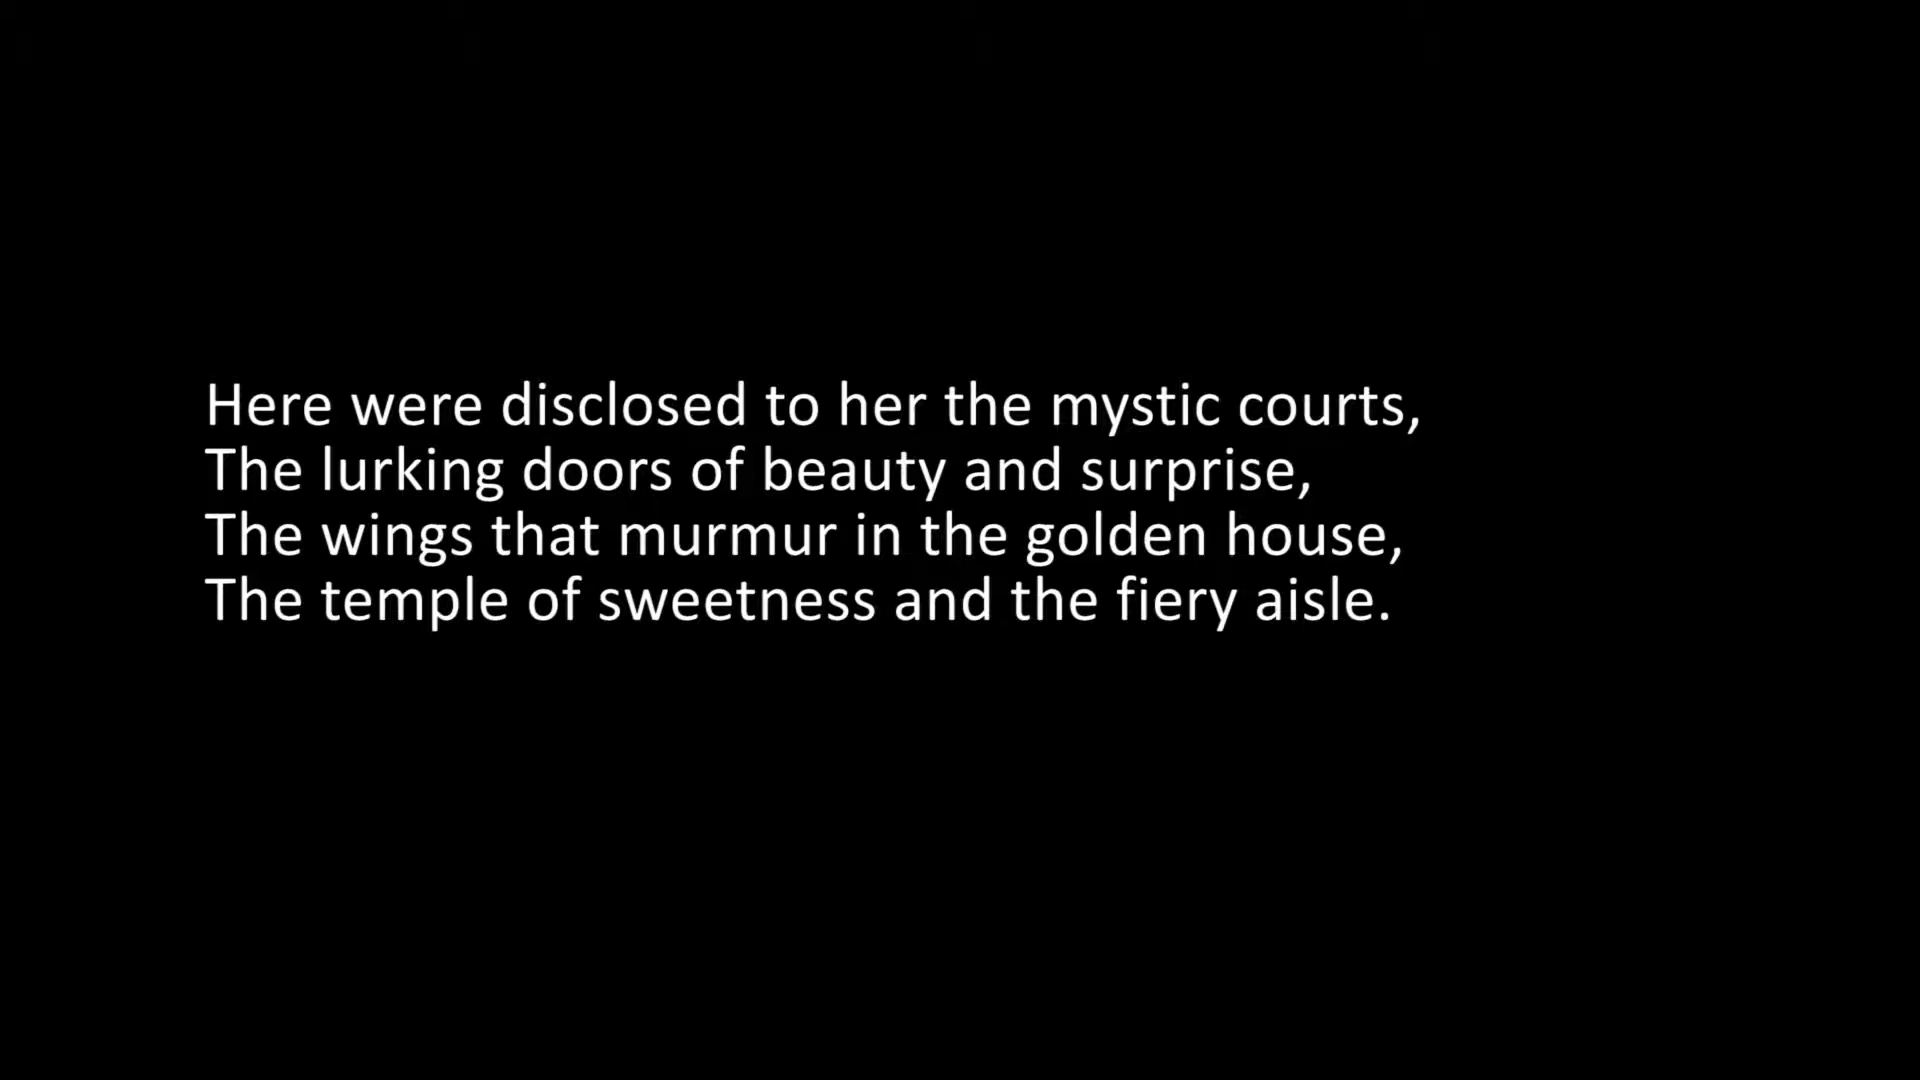 Here were disclosed to her the mystic courts,
The lurking doors of beauty and surprise,
The wings that murmur in the golden house,
The temple of sweetness and the fiery aisle.